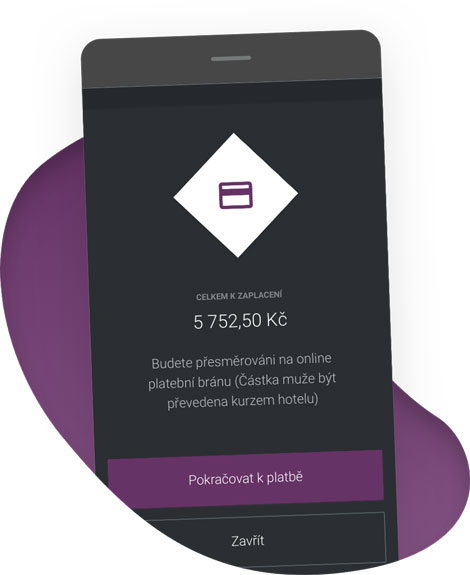 CELKEM K ZAPLACENÍ
5 752,50 Kč
Budete přesměrováni na online
platební bránu (Částka muže být
převedena kurzem hotelu)
Pokračovat k platbě
Zavřít